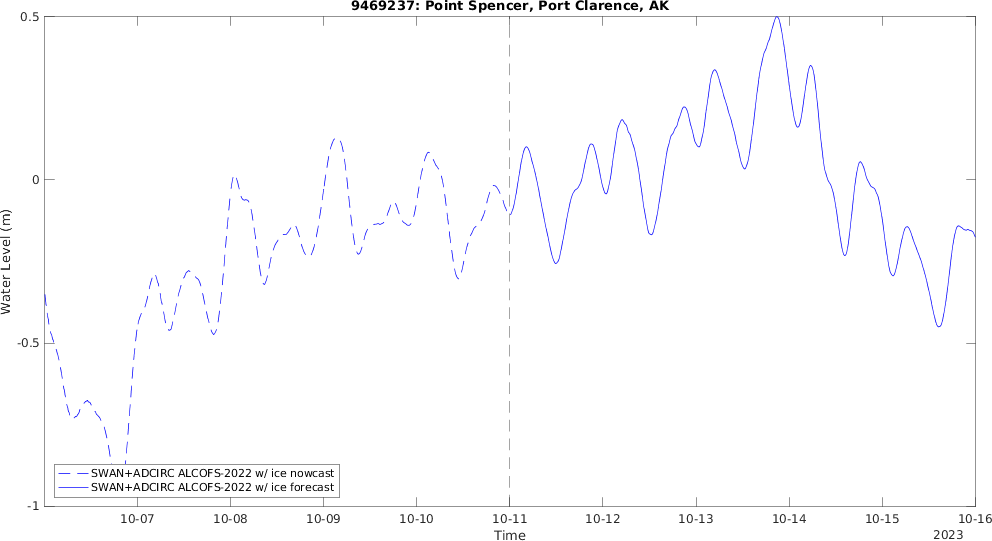 9469237: Point Spencer, Port Clarence, AK
0.5
0
-0.5
-1
Water Level (m)
SWAN+ADCIRC ALCOFS-2022 w/ ice nowcast
SWAN+ADCIRC ALCOFS-2022 w/ ice forecast
10-07 10-08 10-09 10-10 10-11 10-12 10-13 10-14 10-15 10-16
Time
2023